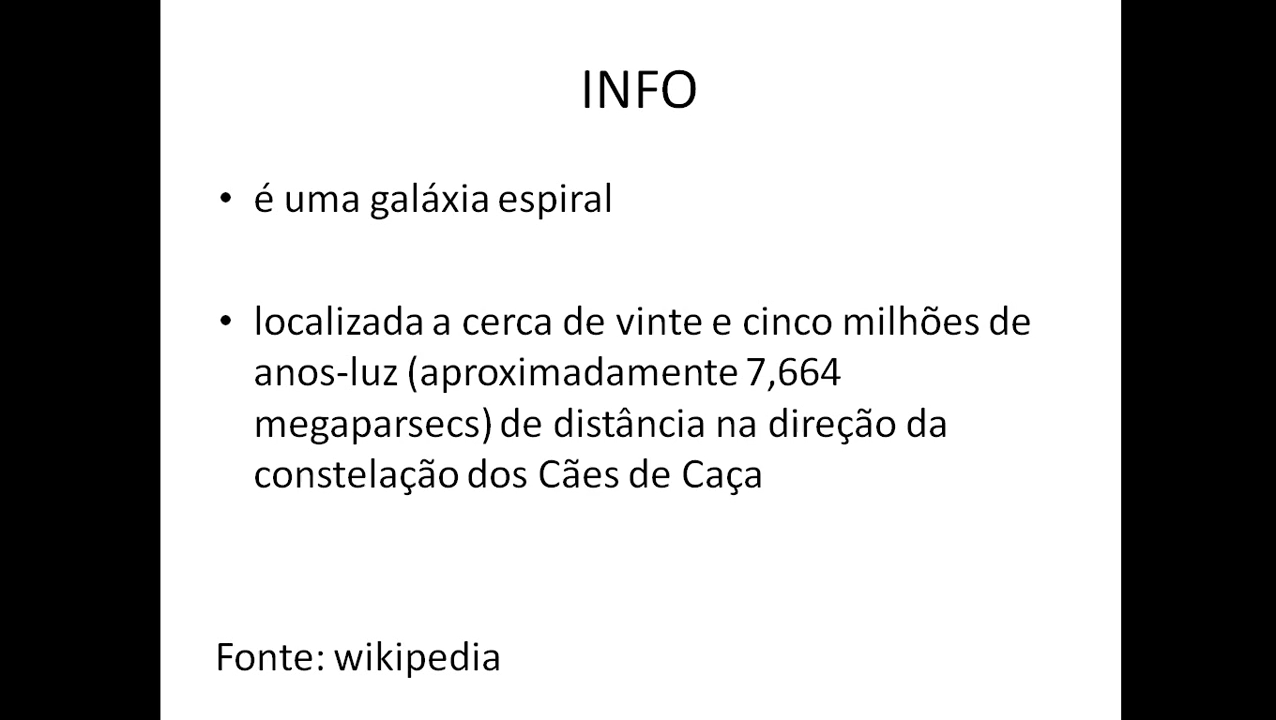 INFO
• é uma galáxia espiral
• localizada a cerca de vinte e cinco milhões de
anos-luz (aproximadamente 7,664
megaparsecs) de distância na direção da
constelação dos Cães de Caça
Fonte: wikipedia